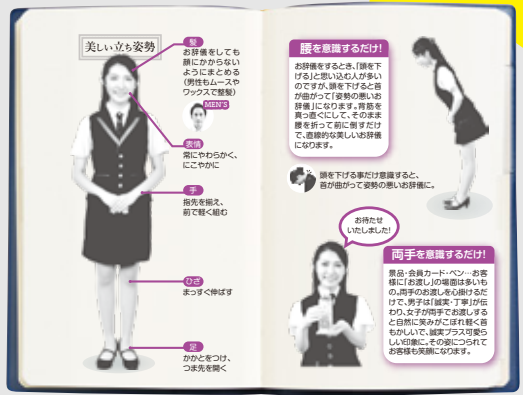 美しい立ち姿勢
髪
お辞儀をしても
顔にかからない
ようにまとめる
(男性もムースや
ワックスで整髪)
MEN'S
表情
常にやわらかく、
にこやかに
手
指先を揃え、
前で軽く組む
ひざ
まっすぐ伸ばす
足
かかとをつけ、
つま先を開く
腰を意識するだけ!
お辞儀をするとき、「頭を下
げる」と思い込む人が多い
のですが、頭を下げると首
が曲がって「姿勢の悪いお
辞儀」になります。背筋を
真っ直ぐにして、そのまま
腰を折って前に倒すだけ
で、直線的な美しいお辞儀
になります。
頭を下げる事だけ意識すると、
首が曲がって姿勢の悪いお辞儀に。
お待たせ
いたしました!
両手を意識するだけ!
景品・会員カード・ペン…お客
様に「お渡し」の場面は多いも
の。両手のお渡しを心掛けるだ
けで、男子は「誠実・丁寧」が伝
わり、女子が両手でお渡しする
と自然に笑みがこぼれ軽く首
もかしいで、誠実プラス可愛ら
しい印象に。その姿につられて
お客様も笑顔になります。